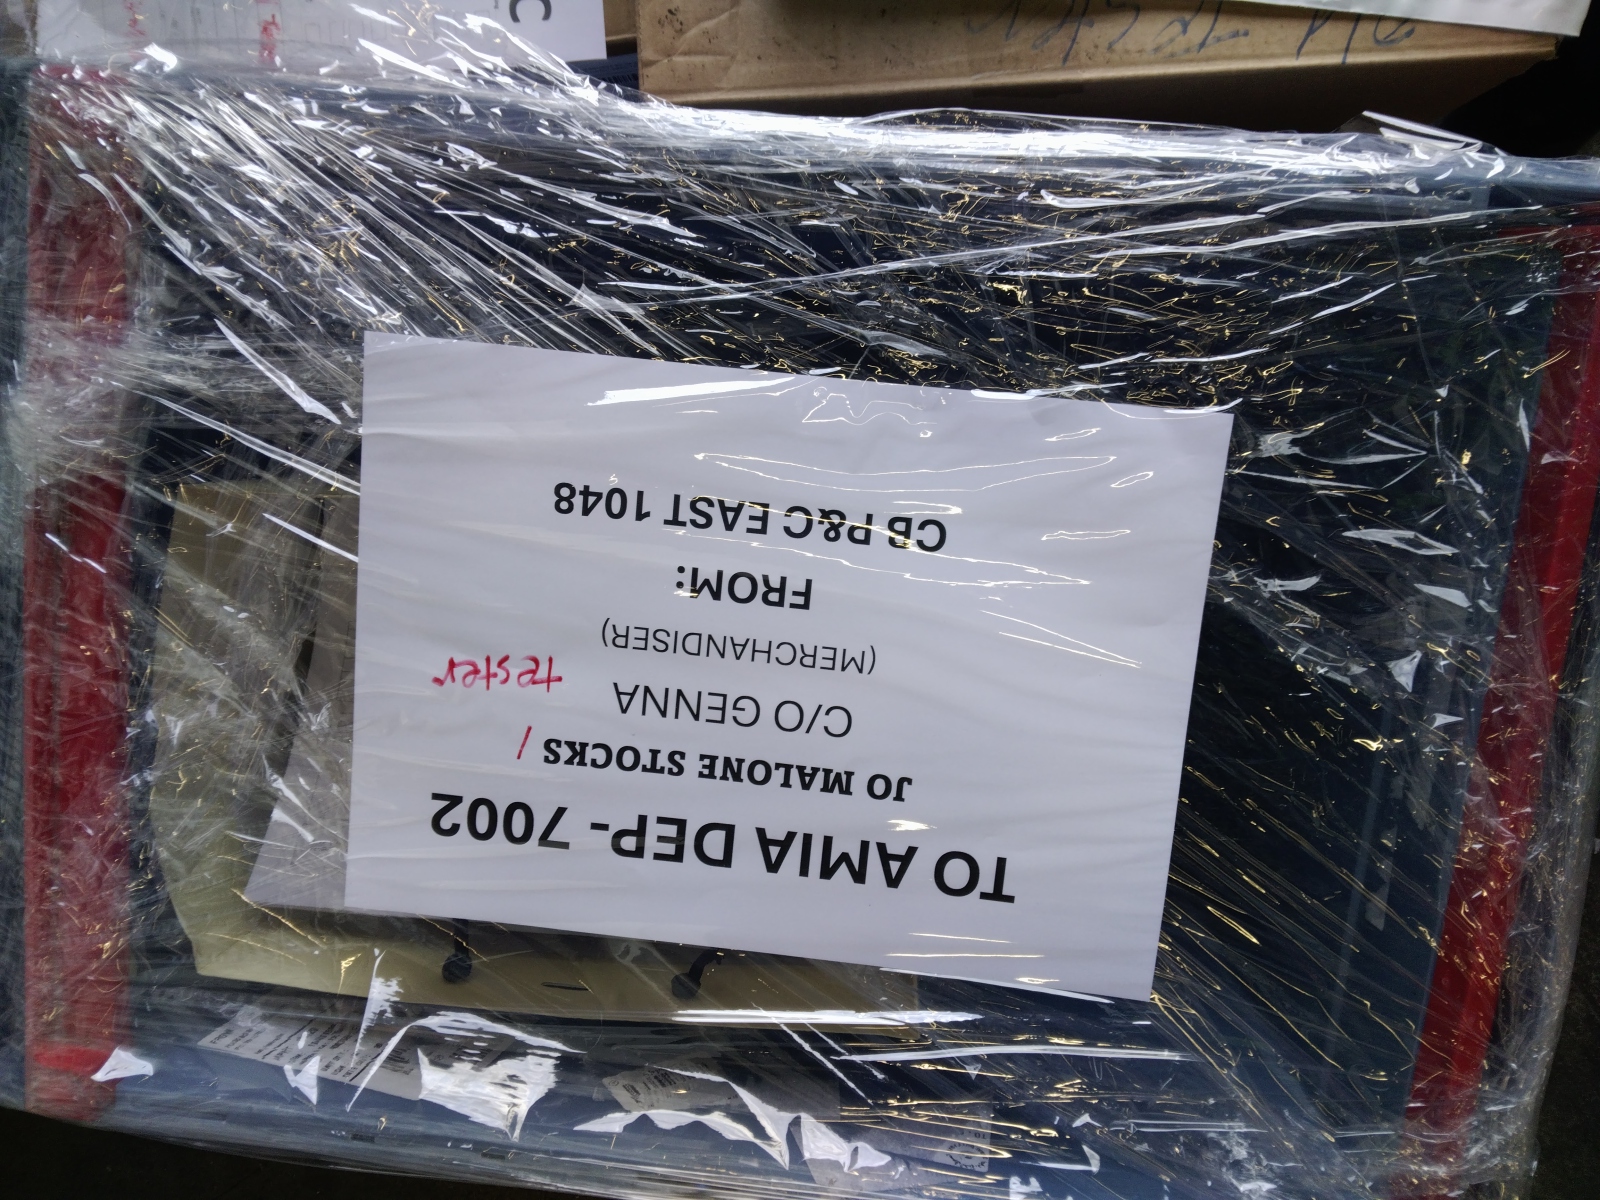 TO AMIA DEP- 7002
JO MALONE STOCKS /
C/O GENNA tester
(MERCHANDISER)
FROM:
CB P&C EAST 1048